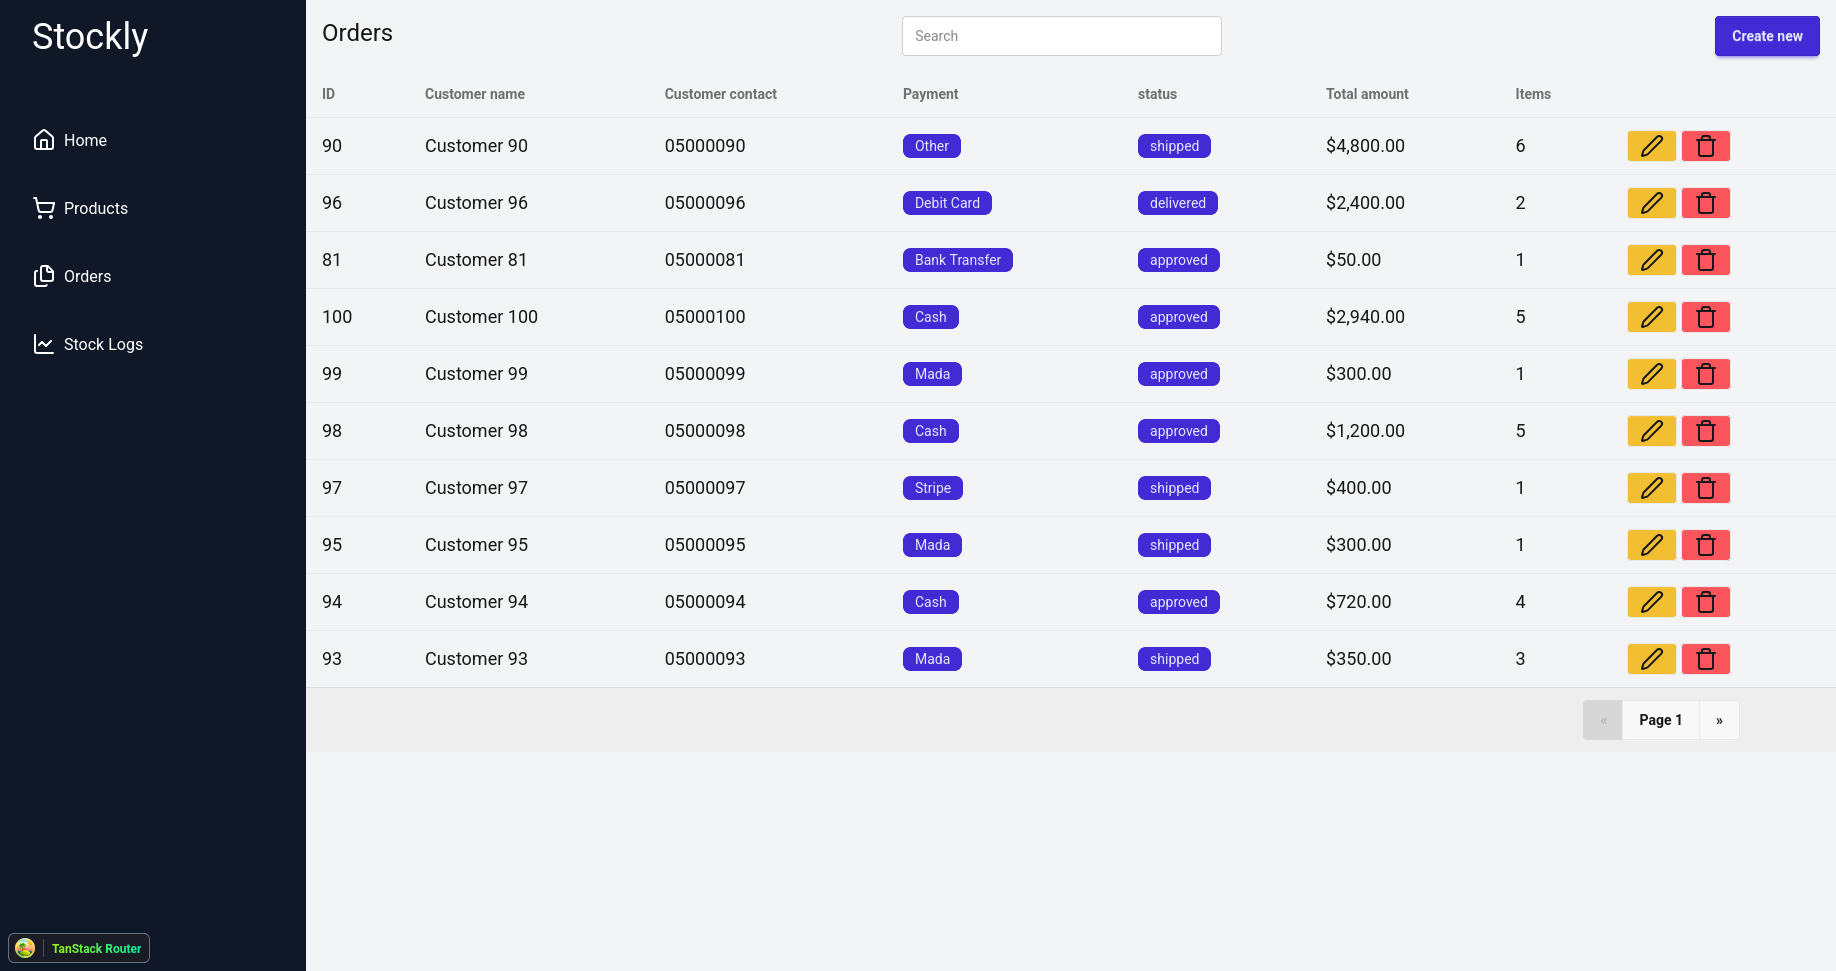 Stockly
Home
Products
Orders
Stock Logs
TanStack Router
Orders
Search
Create new
ID Customer name Customer contact Payment status Total amount Items
90 Customer 90 05000090 Other shipped $4,800.00 6
96 Customer 96 05000096 Debit Card delivered $2,400.00 2
81 Customer 81 05000081 Bank Transfer approved $50.00 1
100 Customer 100 05000100 Cash approved $2,940.00 5
99 Customer 99 05000099 Mada approved $300.00 1
98 Customer 98 05000098 Cash approved $1,200.00 5
97 Customer 97 05000097 Stripe shipped $400.00 1
95 Customer 95 05000095 Mada shipped $300.00 1
94 Customer 94 05000094 Cash approved $720.00 4
93 Customer 93 05000093 Mada shipped $350.00 3
« Page 1 »